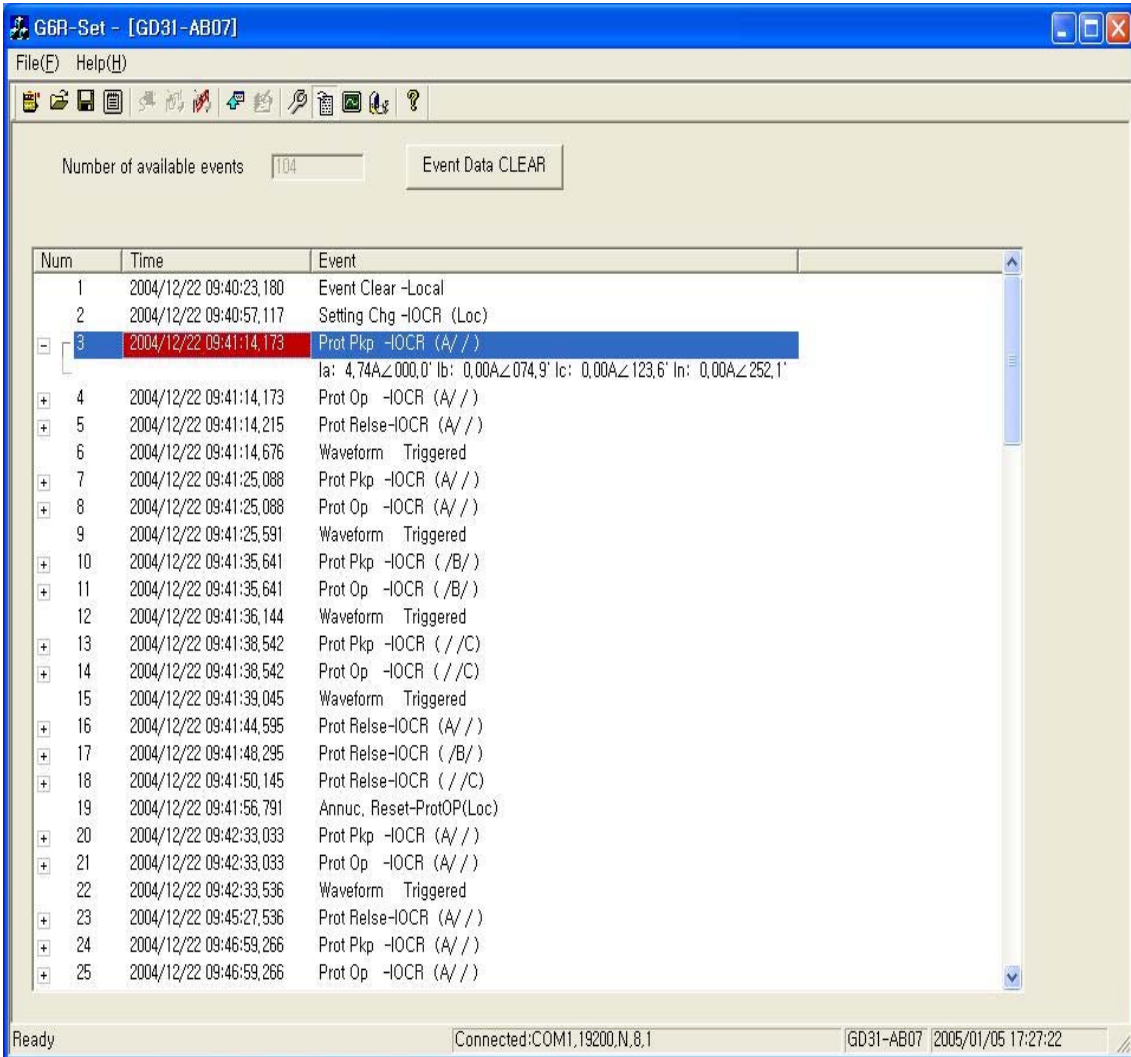 G6R-Set - [GD31-AB07]
File(F) Help(H)
Number of available events 104 Event Data CLEAR
Num Time Event
1 2004/12/22 09:40:23,180 Event Clear -Local
2 2004/12/22 09:40:57,117 Setting Chg -IOCR (Loc)
3 2004/12/22 09:41:14,173 Prot Pkp -IOCR (A/ / )
Ia: 4,74A∠000,0' Ib: 0,00A∠074,9' Ic: 0,00A∠123,6' In: 0,00A∠252,1'
4 2004/12/22 09:41:14,173 Prot Op -IOCR (A/ / )
5 2004/12/22 09:41:14,215 Prot Relse-IOCR (A/ / )
6 2004/12/22 09:41:14,676 Waveform Triggered
7 2004/12/22 09:41:25,088 Prot Pkp -IOCR (A/ / )
8 2004/12/22 09:41:25,088 Prot Op -IOCR (A/ / )
9 2004/12/22 09:41:25,591 Waveform Triggered
10 2004/12/22 09:41:35,641 Prot Pkp -IOCR ( /B/ )
11 2004/12/22 09:41:35,641 Prot Op -IOCR ( /B/ )
12 2004/12/22 09:41:36,144 Waveform Triggered
13 2004/12/22 09:41:38,542 Prot Pkp -IOCR ( / /C)
14 2004/12/22 09:41:38,542 Prot Op -IOCR ( / /C)
15 2004/12/22 09:41:39,045 Waveform Triggered
16 2004/12/22 09:41:44,595 Prot Relse-IOCR (A/ / )
17 2004/12/22 09:41:48,295 Prot Relse-IOCR ( /B/ )
18 2004/12/22 09:41:50,145 Prot Relse-IOCR ( / /C)
19 2004/12/22 09:41:56,791 Annuc, Reset-ProtOP(Loc)
20 2004/12/22 09:42:33,033 Prot Pkp -IOCR (A/ / )
21 2004/12/22 09:42:33,033 Prot Op -IOCR (A/ / )
22 2004/12/22 09:42:33,536 Waveform Triggered
23 2004/12/22 09:45:27,536 Prot Relse-IOCR (A/ / )
24 2004/12/22 09:46:59,266 Prot Pkp -IOCR (A/ / )
25 2004/12/22 09:46:59,266 Prot Op -IOCR (A/ / )
Ready Connected:COM1,19200,N,8,1 GD31-AB07 2005/01/05 17:27:22